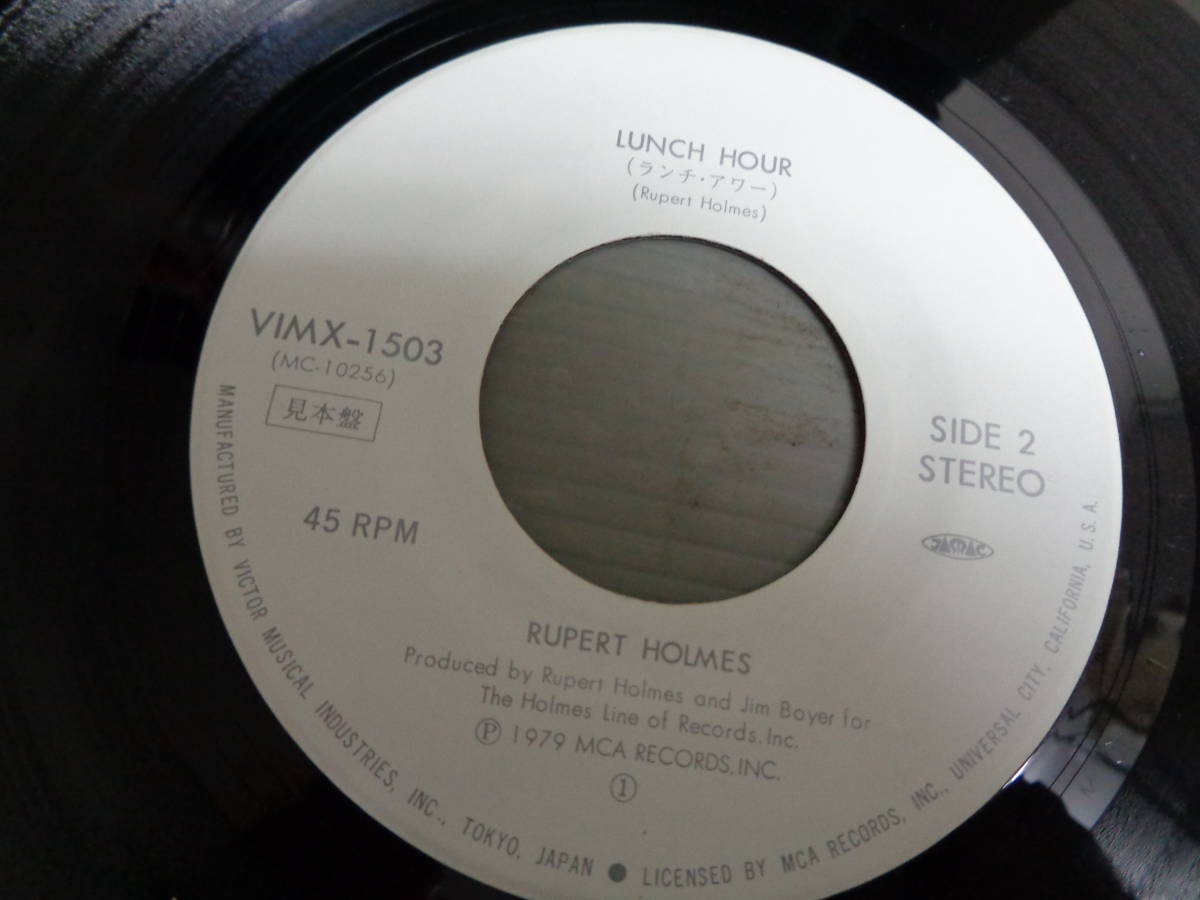 LUNCH HOUR
(ランチ・アワー)
(Rupert Holmes)
VIMX-1503
(MC-10256)
見本盤
45 RPM
SIDE 2
STEREO
JASRAC
RUPERT HOLMES
Produced by Rupert Holmes and Jim Boyer for
The Holmes Line of Records.Inc.
Ⓟ 1979 MCA RECORDS,INC.
①
MANUFACTURED BY VICTOR MUSICAL INDUSTRIES, INC., TOKYO, JAPAN ● LICENSED BY MCA RECORDS, INC., UNIVERSAL CITY, CALIFORNIA, U.S.A.